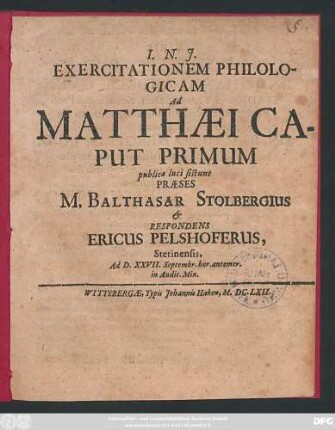 I. N. J.
EXERCITATIONEM PHILOLO-
GICAM
Ad
MATTHÆI CA-
PUT PRIMUM
publicæ luci sistunt
PRÆSES
M. BALTHASAR STOLBERGIUS
&
RESPONDENS
ERICUS PELSHOFERUS,
Stetinensis,
Ad D. XXVII. Septembr. hor. antemer.
in Audit. Min.
WITTEBERGÆ, Typis Johannis Haken, M. DC. LXII.